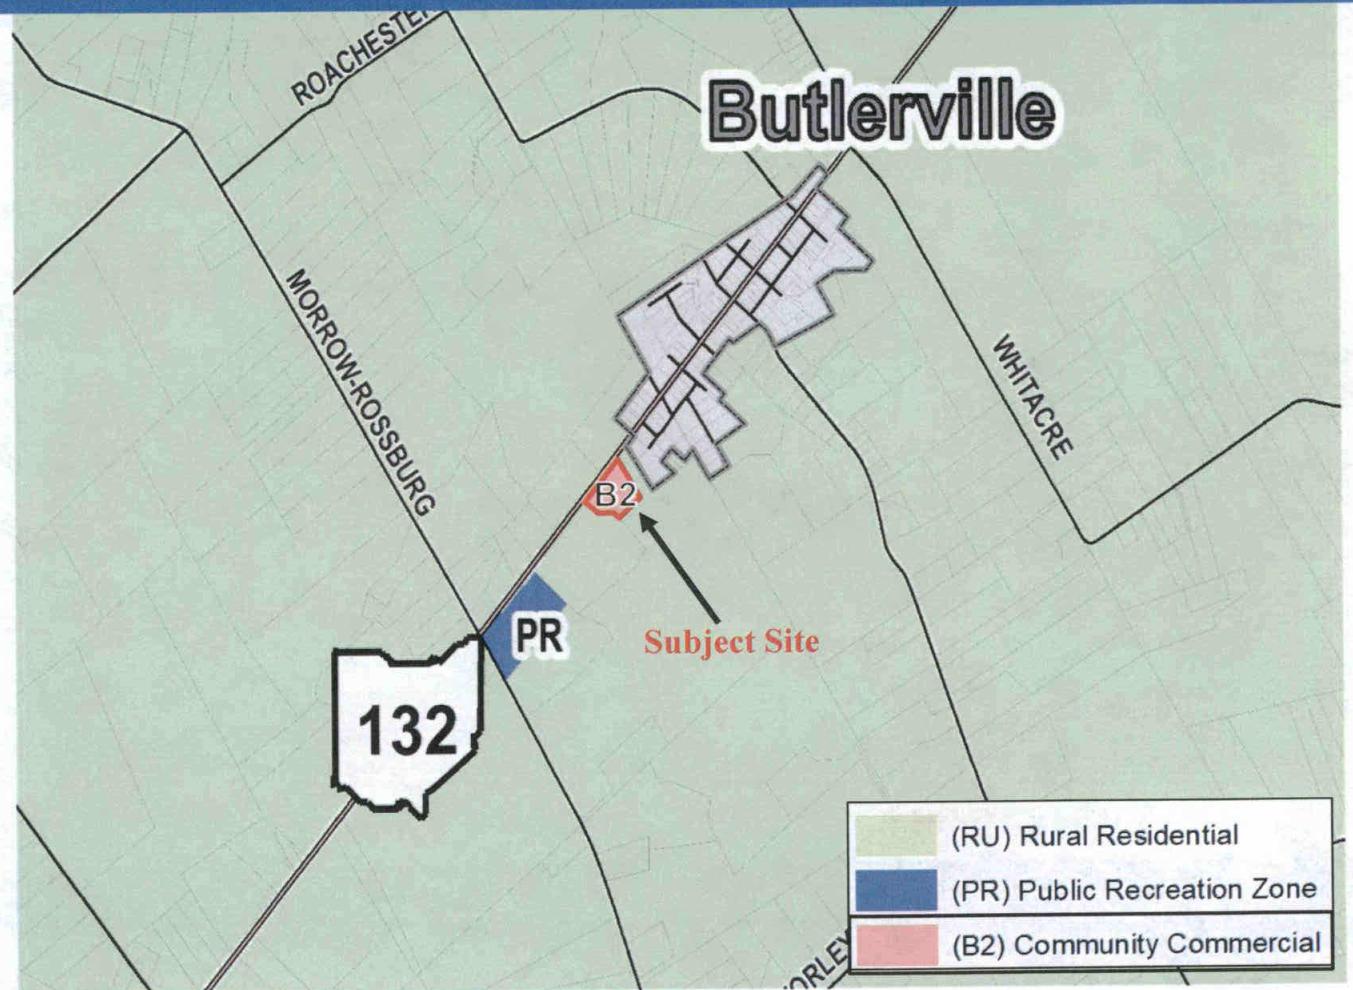 ROACHESTER
Butlerville
MORROW-ROSSBURG
WHITACRE
B2
PR
Subject Site
132
(RU) Rural Residential
(PR) Public Recreation Zone
(B2) Community Commercial